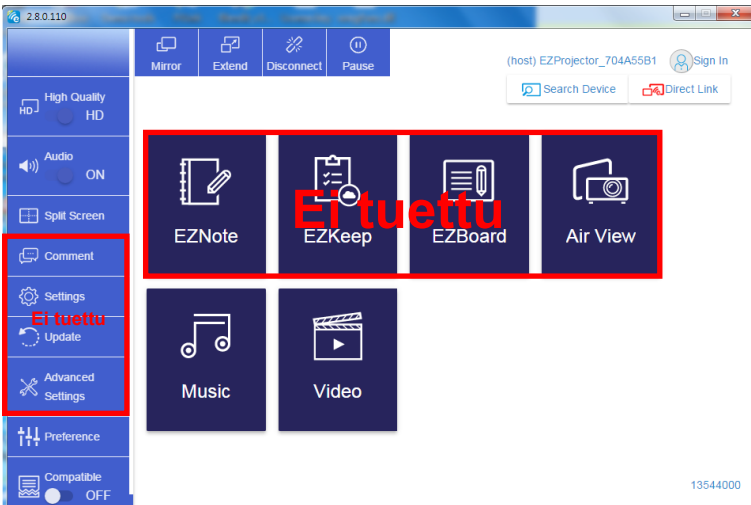 2.8.0.110
Mirror
Extend
Disconnect
Pause
(host) EZProjector_704A55B1
Sign In
Search Device
Direct Link
High Quality
HD
HD
Audio
ON
Split Screen
Comment
Settings
Ei tuettu
Update
Advanced
Settings
Preference
Compatible
OFF
Ei tuettu
EZNote
EZKeep
EZBoard
Air View
Music
Video
13544000